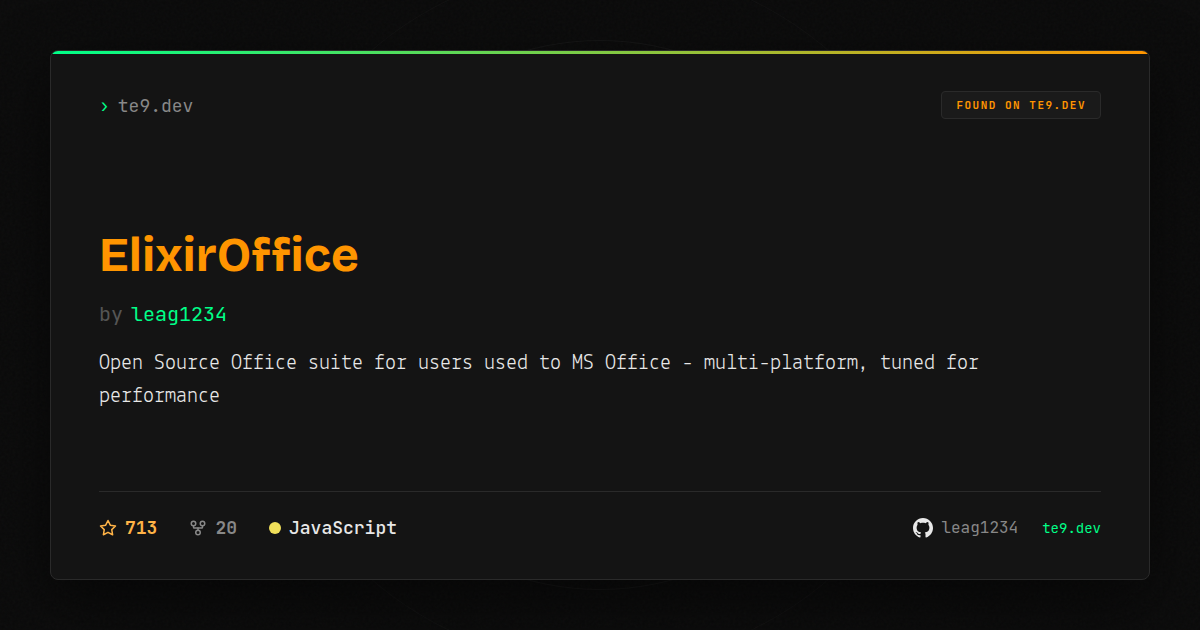 › te9.dev
FOUND ON TE9.DEV
ElixirOffice
by leag1234
Open Source Office suite for users used to MS Office - multi-platform, tuned for
performance
713 20 JavaScript
leag1234 te9.dev